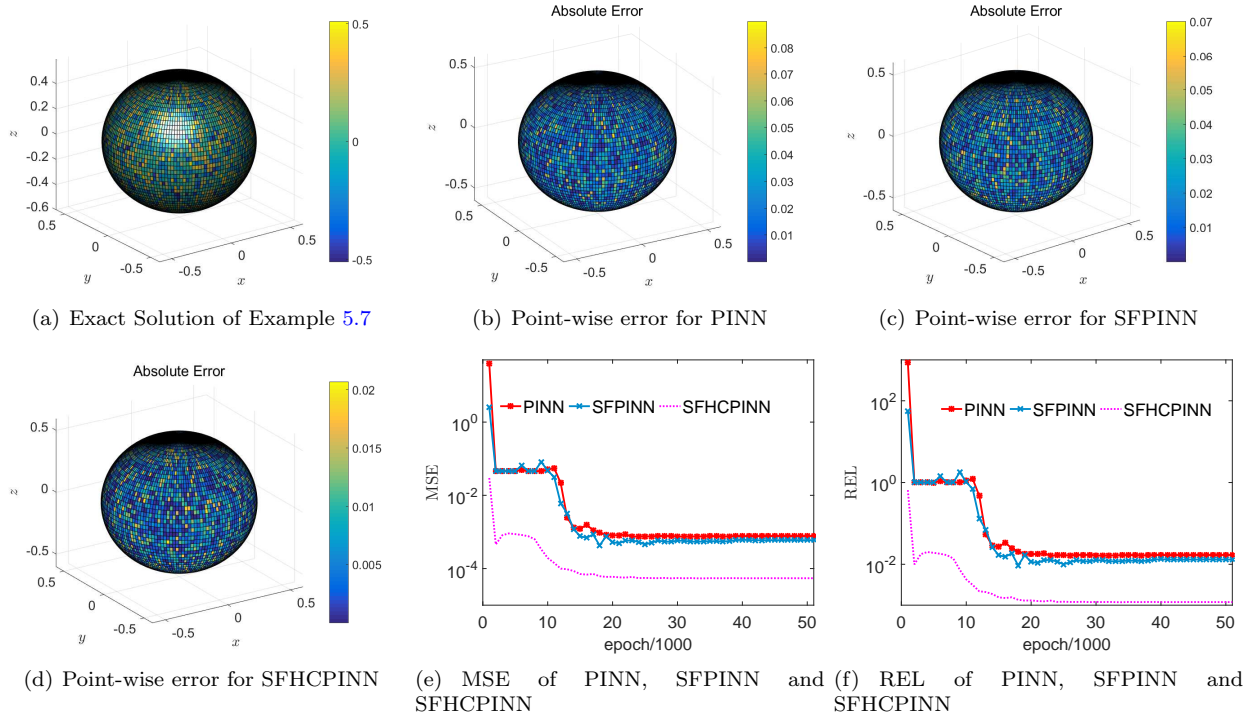 0.4
0.2
0
-0.2
-0.4
-0.6
z
0.5
0
-0.5
y
-0.5
0
0.5
x
0.5
0
-0.5
(a) Exact Solution of Example 5.7
Absolute Error
0.5
0
-0.5
z
0.5
0
-0.5
y
-0.5
0
0.5
x
0.08
0.07
0.06
0.05
0.04
0.03
0.02
0.01
(b) Point-wise error for PINN
Absolute Error
0.5
0
-0.5
z
0.5
0
-0.5
y
-0.5
0
0.5
x
0.07
0.06
0.05
0.04
0.03
0.02
0.01
(c) Point-wise error for SFPINN
Absolute Error
0.5
0
-0.5
z
0.5
0
-0.5
y
-0.5
0
0.5
x
0.02
0.015
0.01
0.005
(d) Point-wise error for SFHCPINN
PINN SFPINN SFHCPINN
MSE
10^0
10^-2
10^-4
0 10 20 30 40 50
epoch/1000
(e) MSE of PINN, SFPINN and
SFHCPINN
PINN SFPINN SFHCPINN
REL
10^2
10^0
10^-2
0 10 20 30 40 50
epoch/1000
(f) REL of PINN, SFPINN and
SFHCPINN